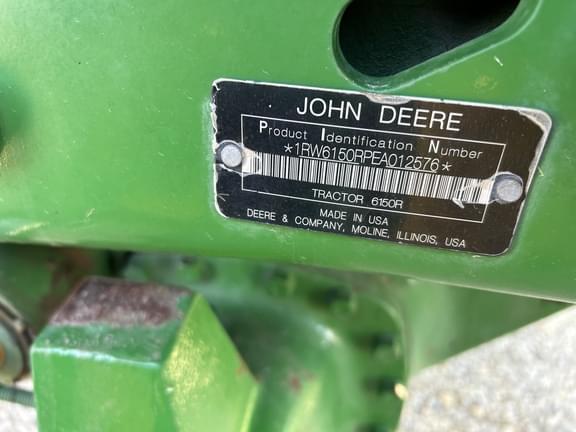 JOHN DEERE
Product Identification Number
*1RW6150RPEA012576*
TRACTOR 6150R
MADE IN USA
DEERE & COMPANY, MOLINE, ILLINOIS, USA